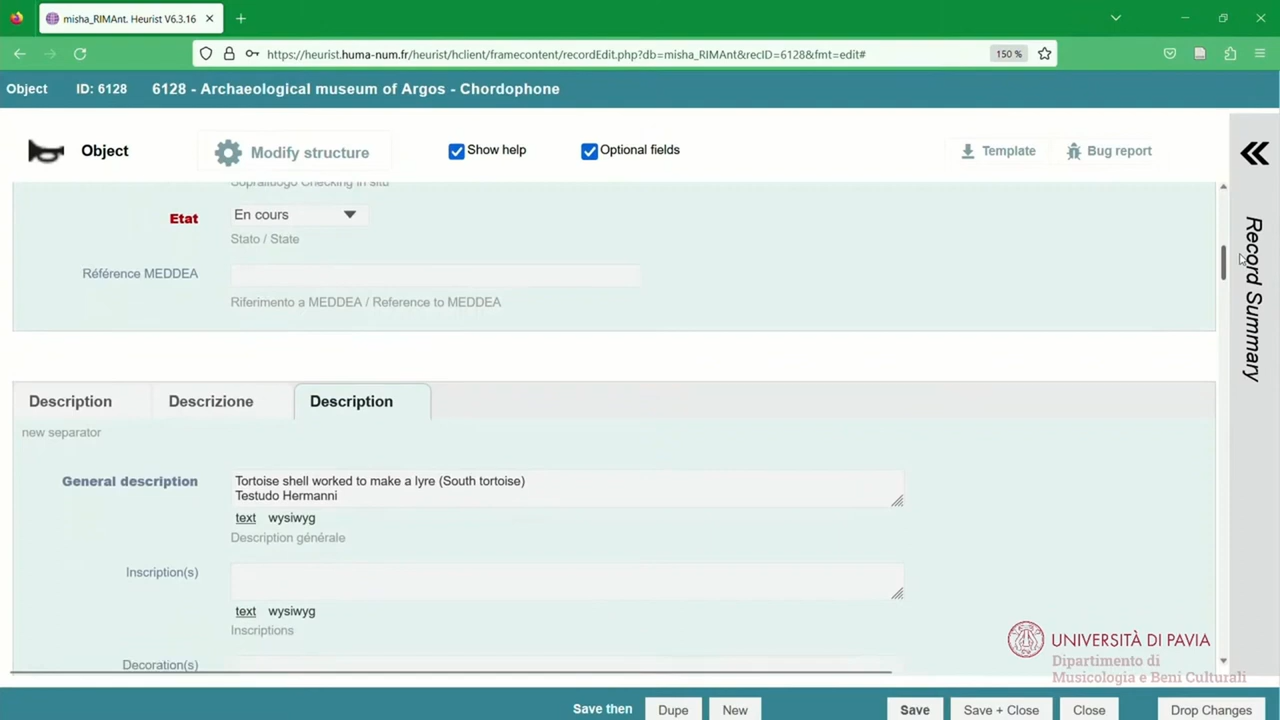 misha_RIMAnt. Heurist V6.3.16
https://heurist.huma-num.fr/heurist/hclient/framecontent/recordEdit.php?db=misha_RIMAnt&recID=6128&fmt=edit#
150 %
Object ID: 6128 6128 - Archaeological museum of Argos - Chordophone
Object Modify structure Show help Optional fields Template Bug report
Sopralluogo Checking in situ
Etat En cours
Stato / State
Référence MEDDEA
Riferimento a MEDDEA / Reference to MEDDEA
Record Summary
Description Descrizione Description
new separator
General description Tortoise shell worked to make a lyre (South tortoise)
Testudo Hermanni
text wysiwyg
Description générale
Inscription(s)
text wysiwyg
Inscriptions
Decoration(s)
UNIVERSITÀ DI PAVIA
Dipartimento di
Musicologia e Beni Culturali
Save then Dupe New Save Save + Close Close Drop Changes